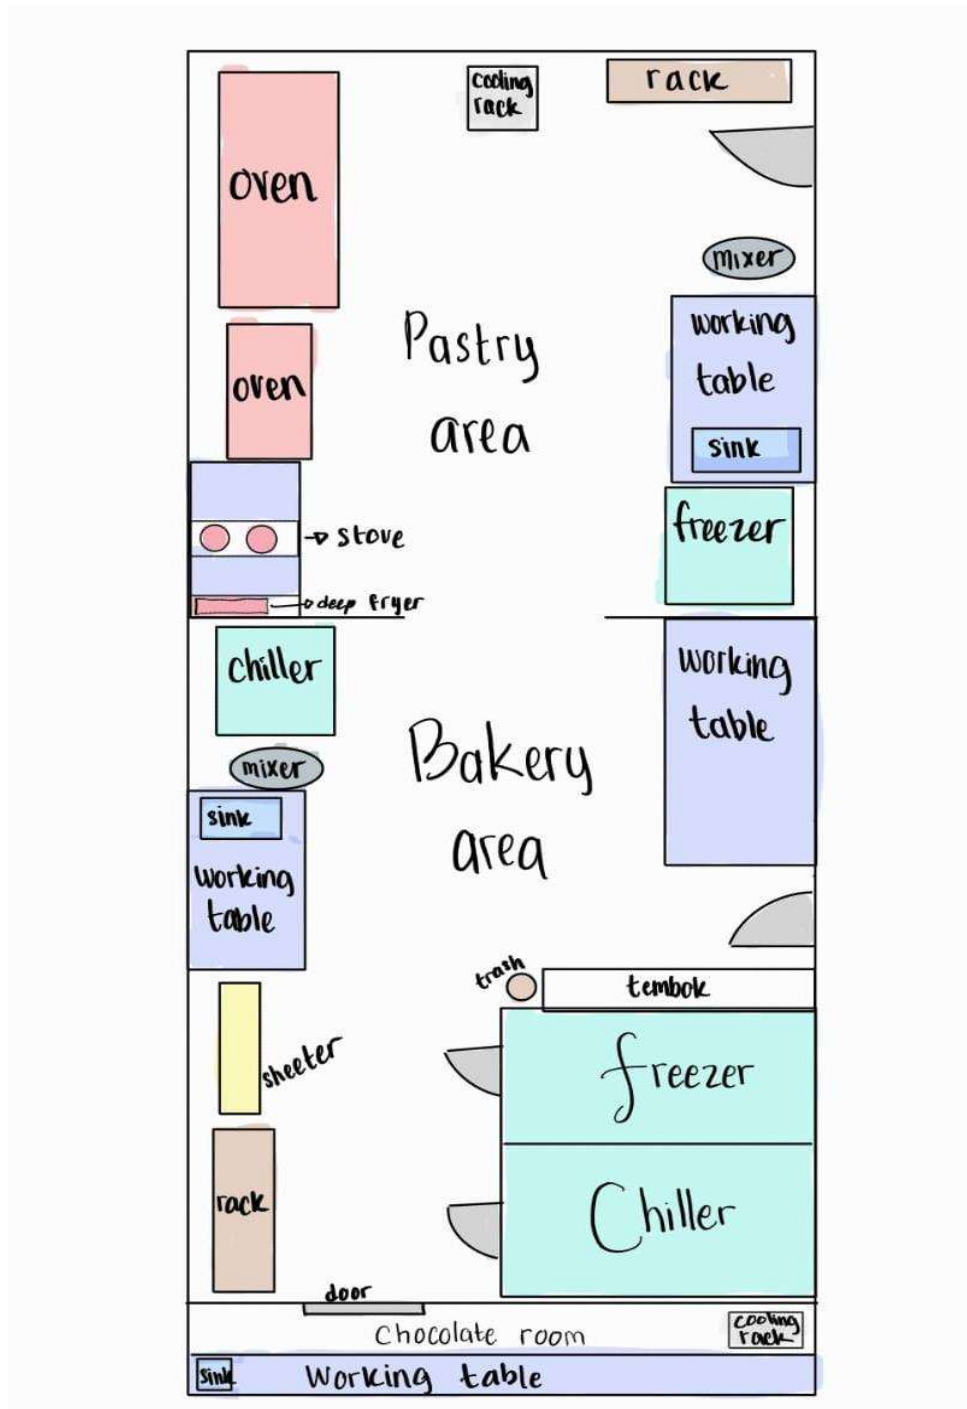 cooling
rack
rack
oven
mixer
working
table
sink
Pastry
area
oven
freezer
stove
deep fryer
chiller
working
table
mixer
Bakery
area
sink
working
table
trash
tembok
freezer
sheeter
Chiller
rack
door
Chocolate room
cooling
rack
sink
Working table